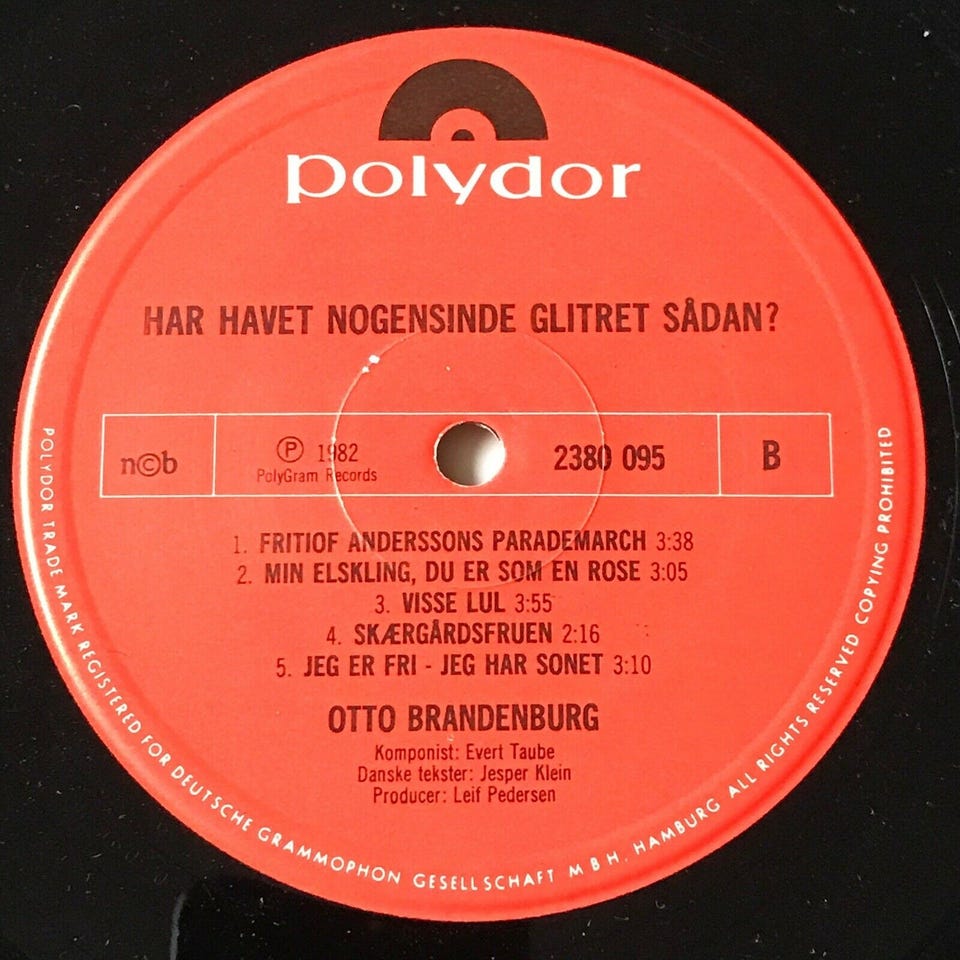 polydor
HAR HAVET NOGENSINDE GLITRET SÅDAN?
n©b
Ⓟ 1982
PolyGram Records
2380 095
B
1. FRITIOF ANDERSSONS PARADEMARCH 3:38
2. MIN ELSKLING, DU ER SOM EN ROSE 3:05
3. VISSE LUL 3:55
4. SKÆRGÅRDSFRUEN 2:16
5. JEG ER FRI - JEG HAR SONET 3:10
OTTO BRANDENBURG
Komponist: Evert Taube
Danske tekster: Jesper Klein
Producer: Leif Pedersen
POLYDOR TRADE MARK REGISTERED FOR DEUTSCHE GRAMMOPHON GESELLSCHAFT M B H. HAMBURG ALL RIGHTS RESERVED COPYING PROHIBITED